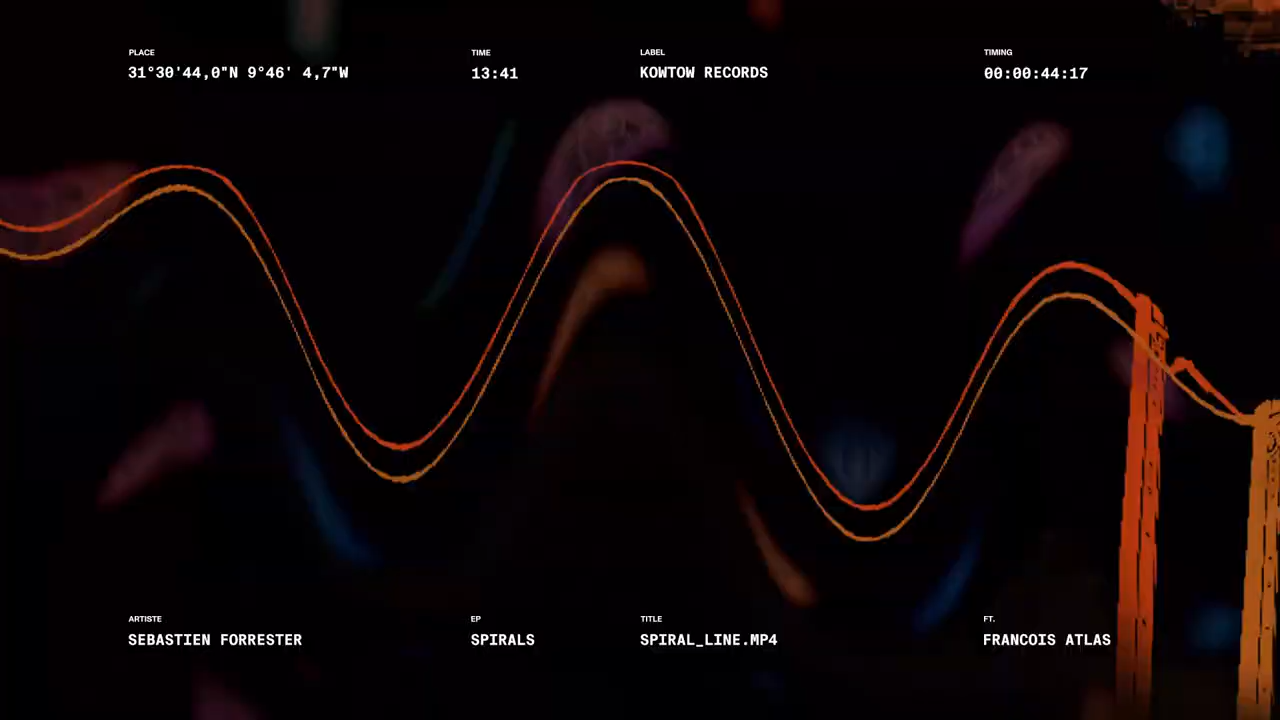 PLACE
31°30'44,0"N 9°46' 4,7"W
TIME
13:41
LABEL
KOWTOW RECORDS
TIMING
00:00:44:17
ARTISTE
SEBASTIEN FORRESTER
EP
SPIRALS
TITLE
SPIRAL_LINE.MP4
FT.
FRANCOIS ATLAS